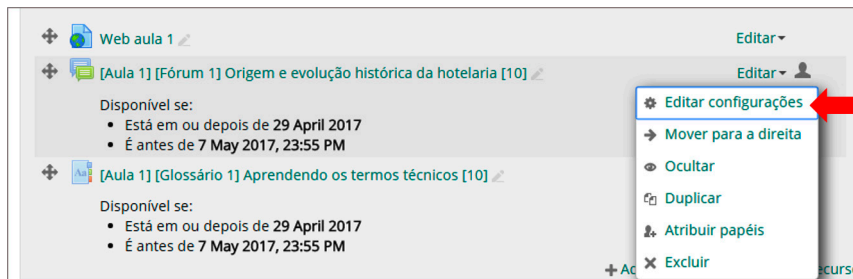 Web aula 1
Editar
[Aula 1] [Fórum 1] Origem e evolução histórica da hotelaria [10]
Editar
Disponível se:
• Está em ou depois de 29 April 2017
• É antes de 7 May 2017, 23:55 PM
Editar configurações
Mover para a direita
Ocultar
Duplicar
Atribuir papéis
Excluir
[Aula 1] [Glossário 1] Aprendendo os termos técnicos [10]
Disponível se:
• Está em ou depois de 29 April 2017
• É antes de 7 May 2017, 23:55 PM